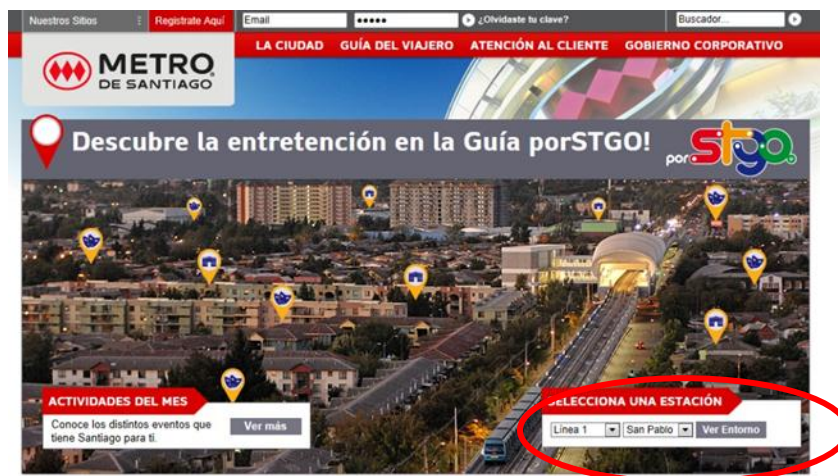 Nuestros Sitios
Registrate Aquí
Email
•••••
¿Olvidaste tu clave?
Buscador...
METRO
DE SANTIAGO
LA CIUDAD
GUÍA DEL VIAJERO
ATENCIÓN AL CLIENTE
GOBIERNO CORPORATIVO
Descubre la entretención en la Guía porSTGO!
por STGO
ACTIVIDADES DEL MES
Conoce los distintos eventos que
tiene Santiago para ti.
Ver más
SELECCIONA UNA ESTACIÓN
Línea 1
San Pablo
Ver Entorno